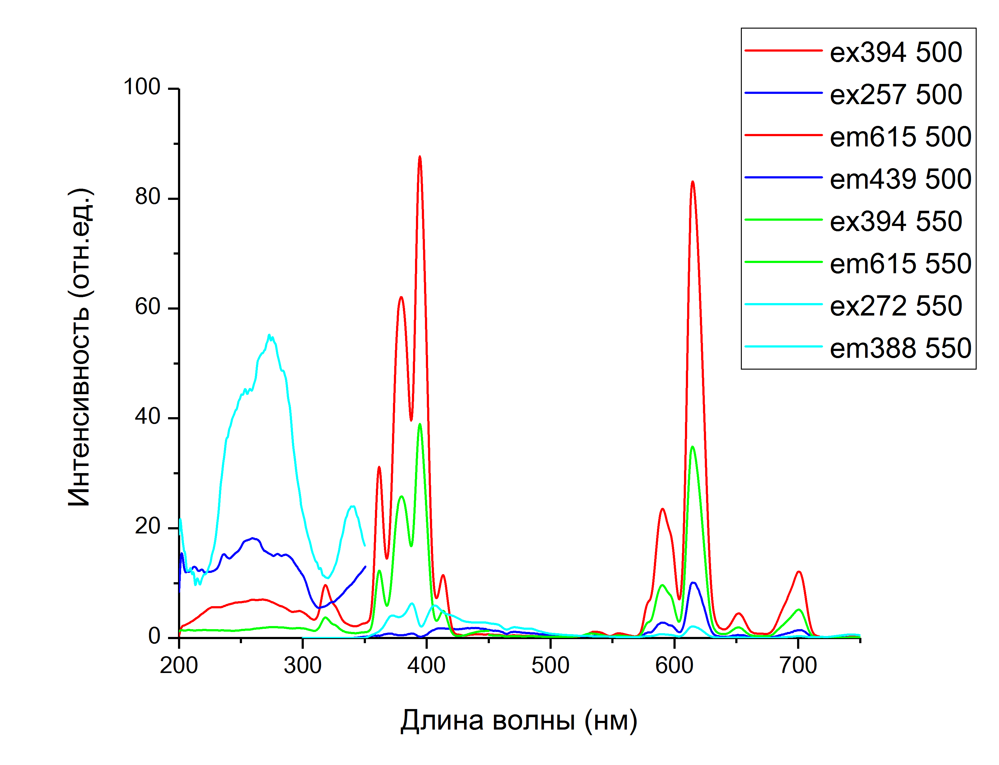 ex394 500
ex257 500
em615 500
em439 500
ex394 550
em615 550
ex272 550
em388 550
Интенсивность (отн.ед.)
100
80
60
40
20
0
200 300 400 500 600 700
Длина волны (нм)